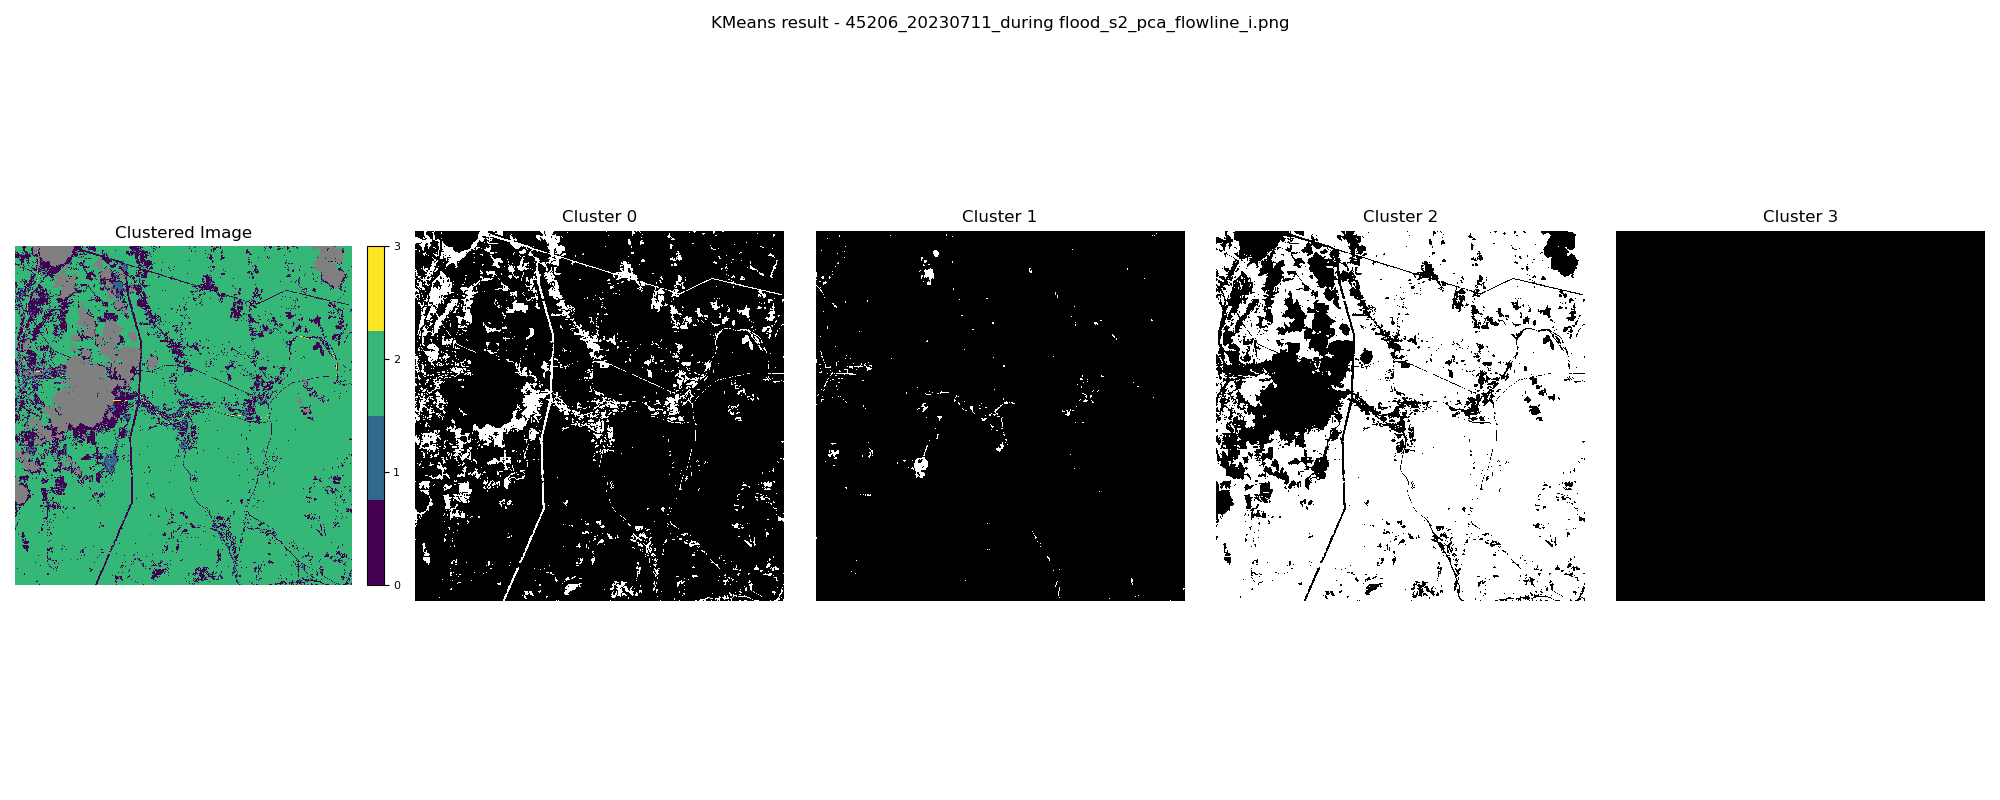 KMeans result - 45206_20230711_during flood_s2_pca_flowline_i.png
Clustered Image
Cluster 0
Cluster 1
Cluster 2
Cluster 3
3
2
1
0